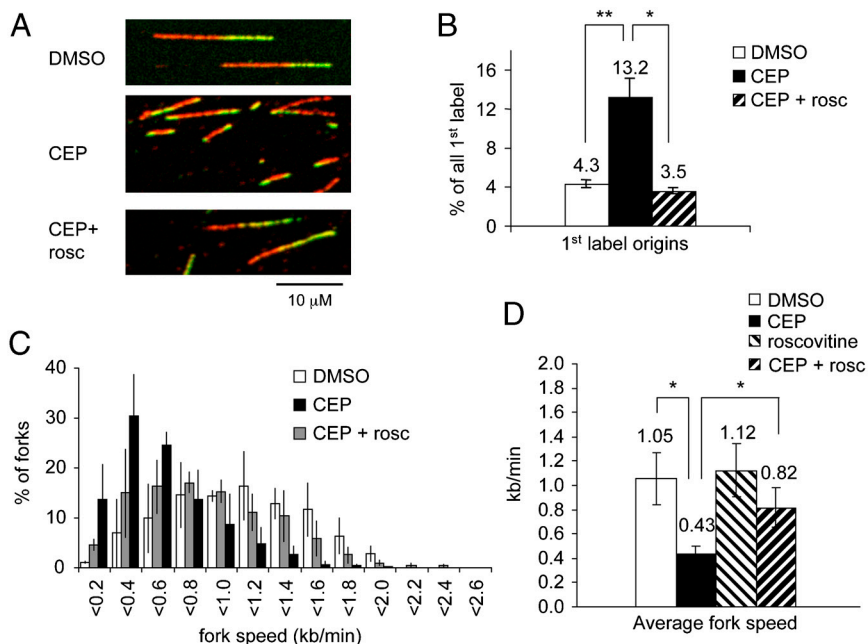 A
DMSO
CEP
CEP+
rosc
10 µM
B
DMSO
CEP
CEP + rosc
** *
% of all 1st label
16
12
8
4
0
4.3
13.2
3.5
1st label origins
C
DMSO
CEP
CEP + rosc
% of forks
40
30
20
10
0
<0.2 <0.4 <0.6 <0.8 <1.0 <1.2 <1.4 <1.6 <1.8 <2.0 <2.2 <2.4 <2.6
fork speed (kb/min)
D
DMSO
CEP
roscovitine
CEP + rosc
* *
kb/min
2.0
1.8
1.6
1.4
1.2
1.0
0.8
0.6
0.4
0.2
0.0
1.05
0.43
1.12
0.82
Average fork speed